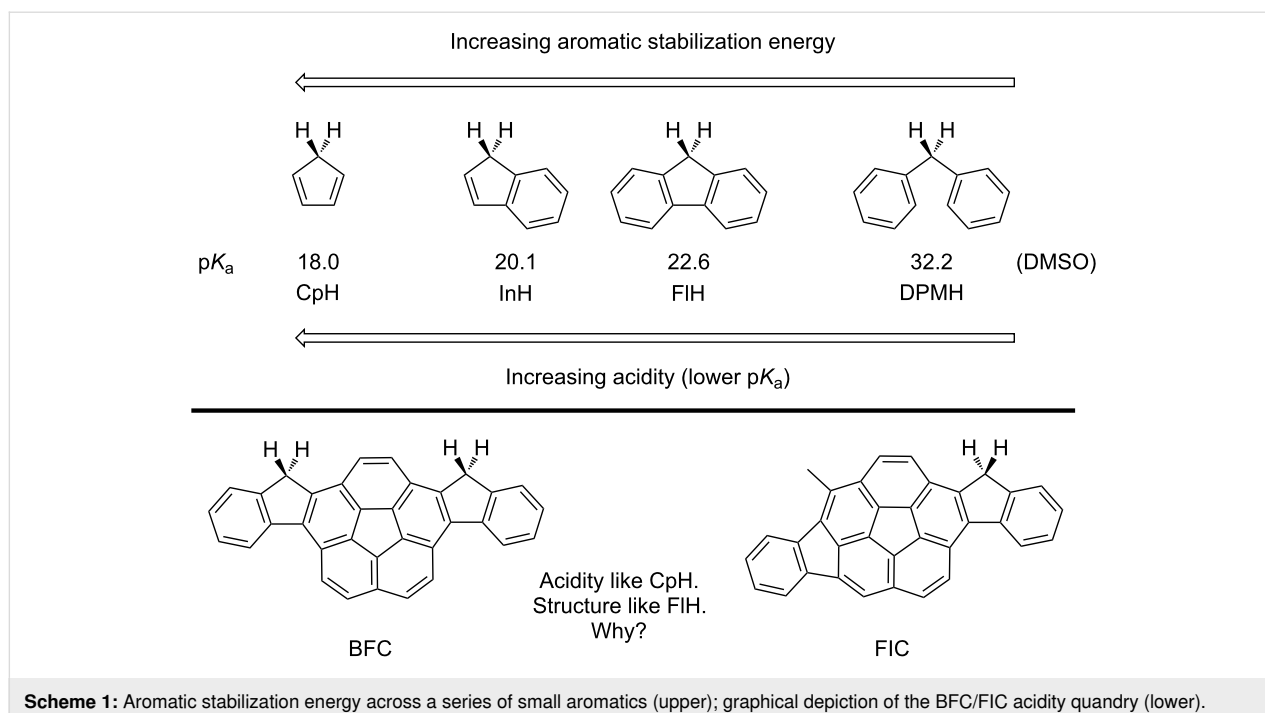 Increasing aromatic stabilization energy
H H
H H
H H
H H
pKa 18.0 20.1 22.6 32.2 (DMSO)
CpH InH FlH DPMH
Increasing acidity (lower pKa)
H H
H H
H H
Acidity like CpH.
Structure like FlH.
Why?
BFC FIC
Scheme 1: Aromatic stabilization energy across a series of small aromatics (upper); graphical depiction of the BFC/FIC acidity quandry (lower).